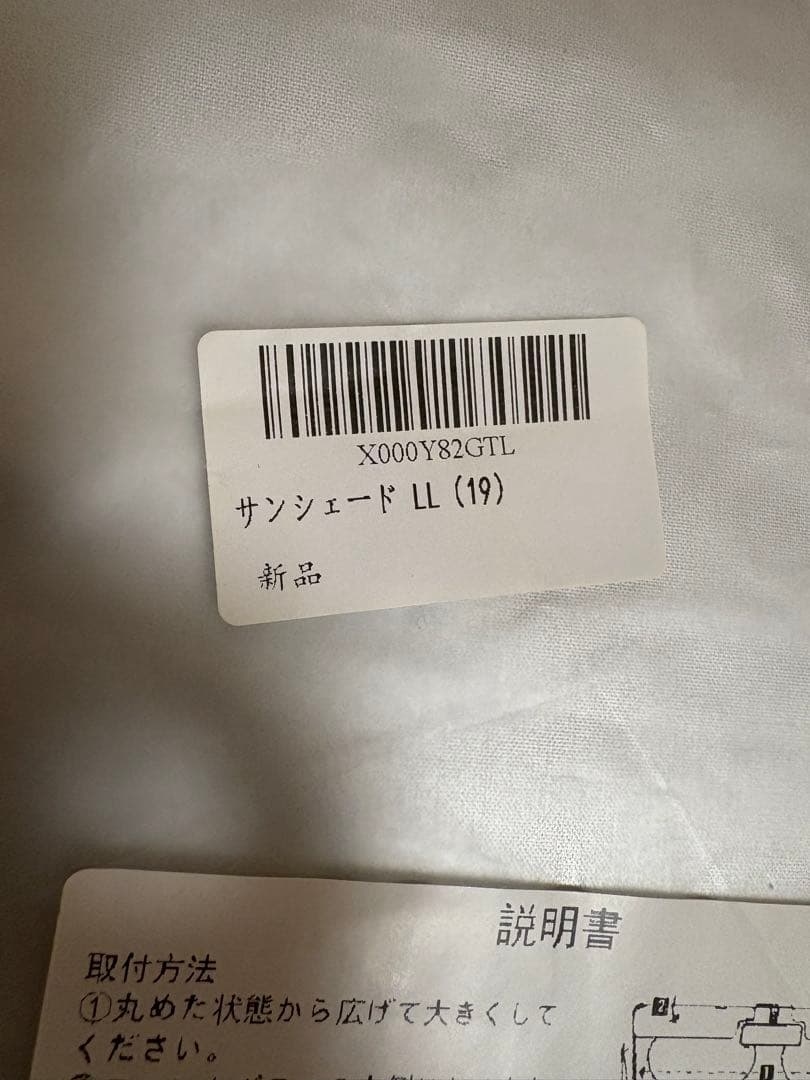 X000Y82GTL
サンシェード LL (19)
新品
説明書
取付方法
①丸めた状態から広げて大きくして
ください。
2
1